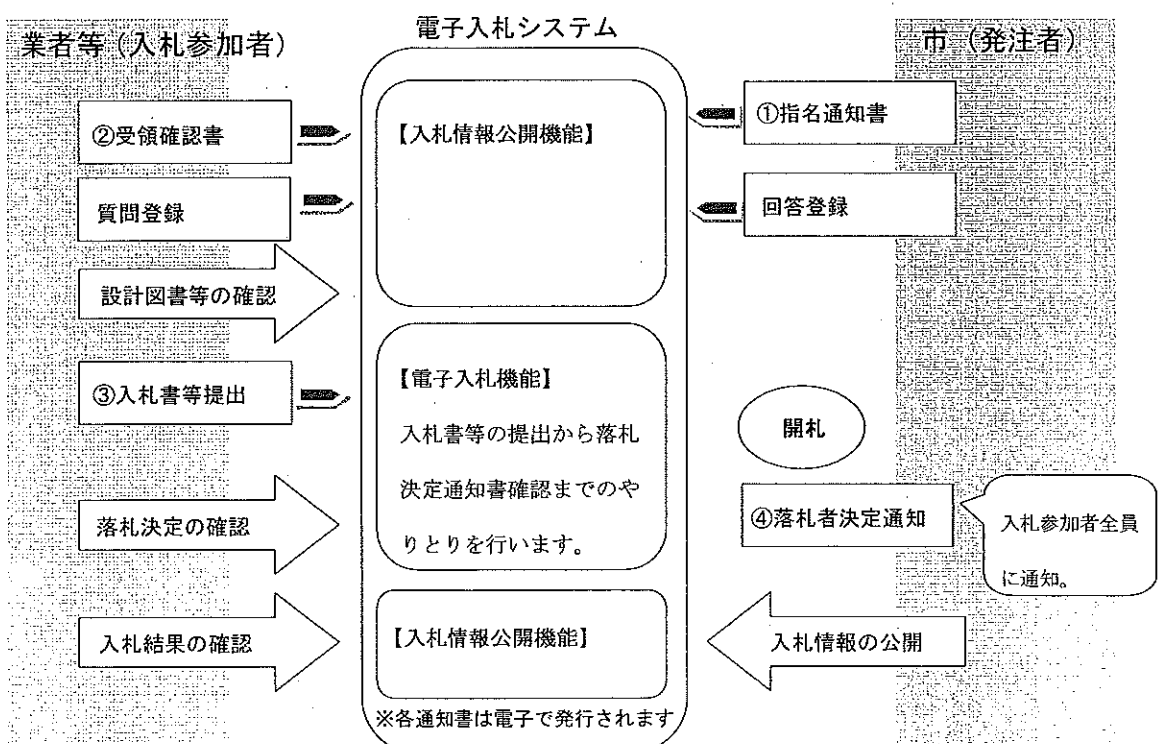 電子入札システム
業者等(入札参加者)
市(発注者)
②受領確認書
【入札情報公開機能】
①指名通知書
質問登録
回答登録
設計図書等の確認
③入札書等提出
【電子入札機能】
入札書等の提出から落札
決定通知書確認までのや
りとりを行います。
開札
落札決定の確認
④落札者決定通知
入札参加者全員
に通知。
入札結果の確認
【入札情報公開機能】
入札情報の公開
※各通知書は電子で発行されます